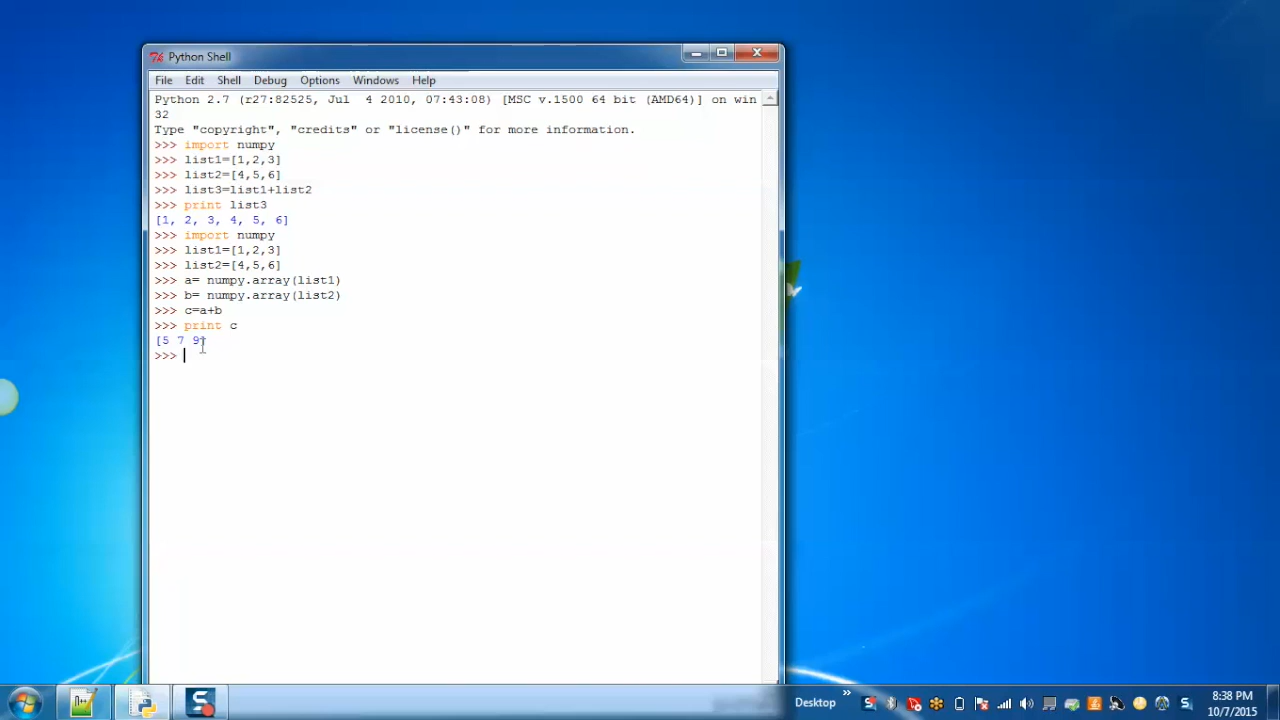 Python Shell
File Edit Shell Debug Options Windows Help
Python 2.7 (r27:82525, Jul  4 2010, 07:43:08) [MSC v.1500 64 bit (AMD64)] on win
32
Type "copyright", "credits" or "license()" for more information.
>>> import numpy
>>> list1=[1,2,3]
>>> list2=[4,5,6]
>>> list3=list1+list2
>>> print list3
[1, 2, 3, 4, 5, 6]
>>> import numpy
>>> list1=[1,2,3]
>>> list2=[4,5,6]
>>> a= numpy.array(list1)
>>> b= numpy.array(list2)
>>> c=a+b
>>> print c
[5 7 9]
>>>
Desktop
8:38 PM
10/7/2015